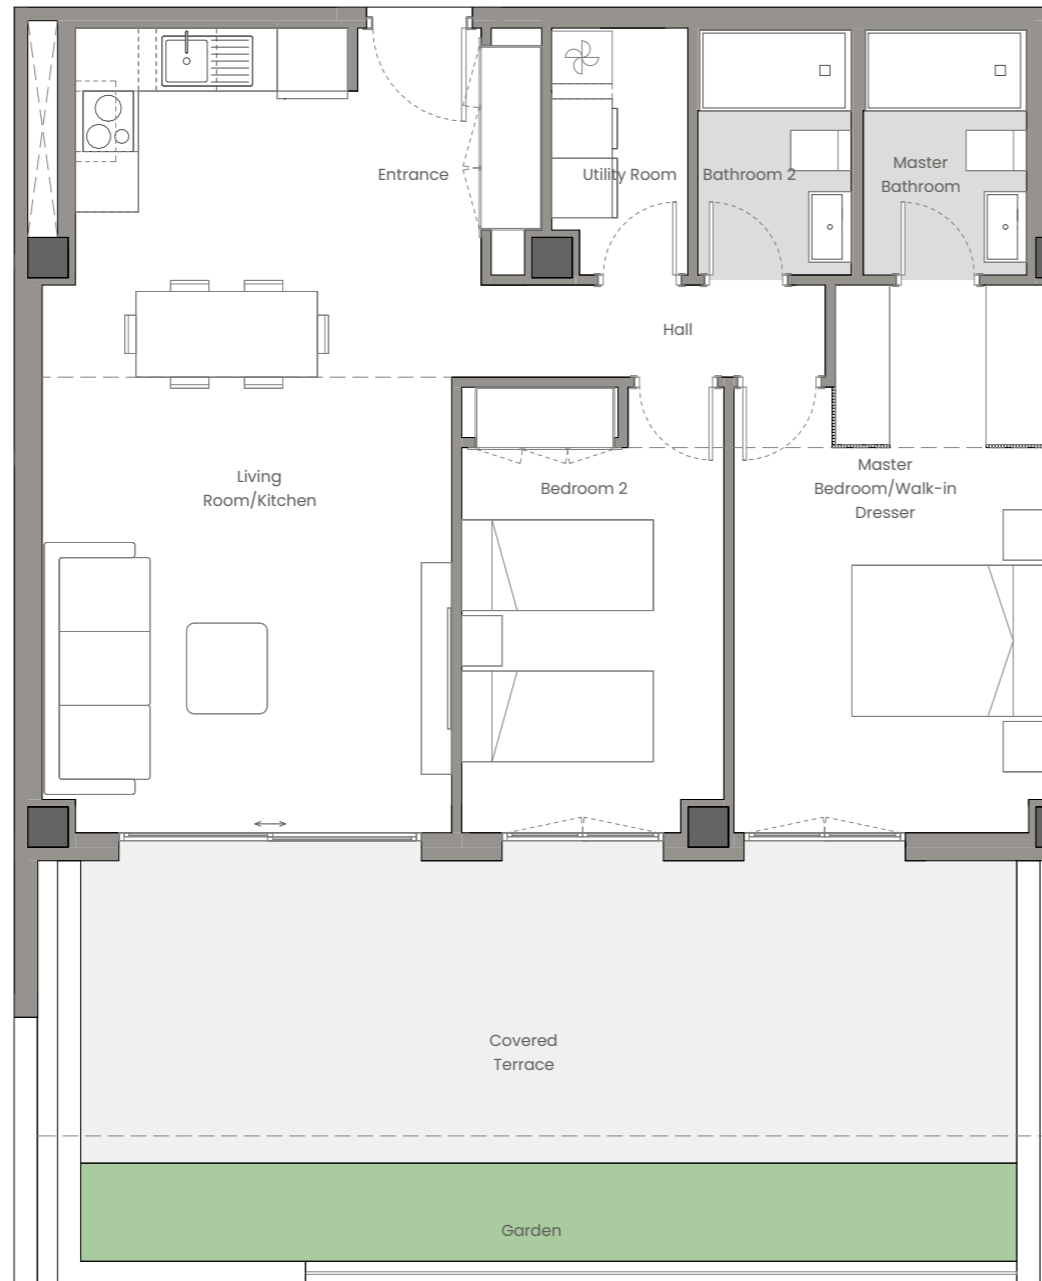 Entrance
Utility Room
Bathroom 2
Master
Bathroom
Hall
Living
Room/Kitchen
Bedroom 2
Master
Bedroom/Walk-in
Dresser
Covered
Terrace
Garden